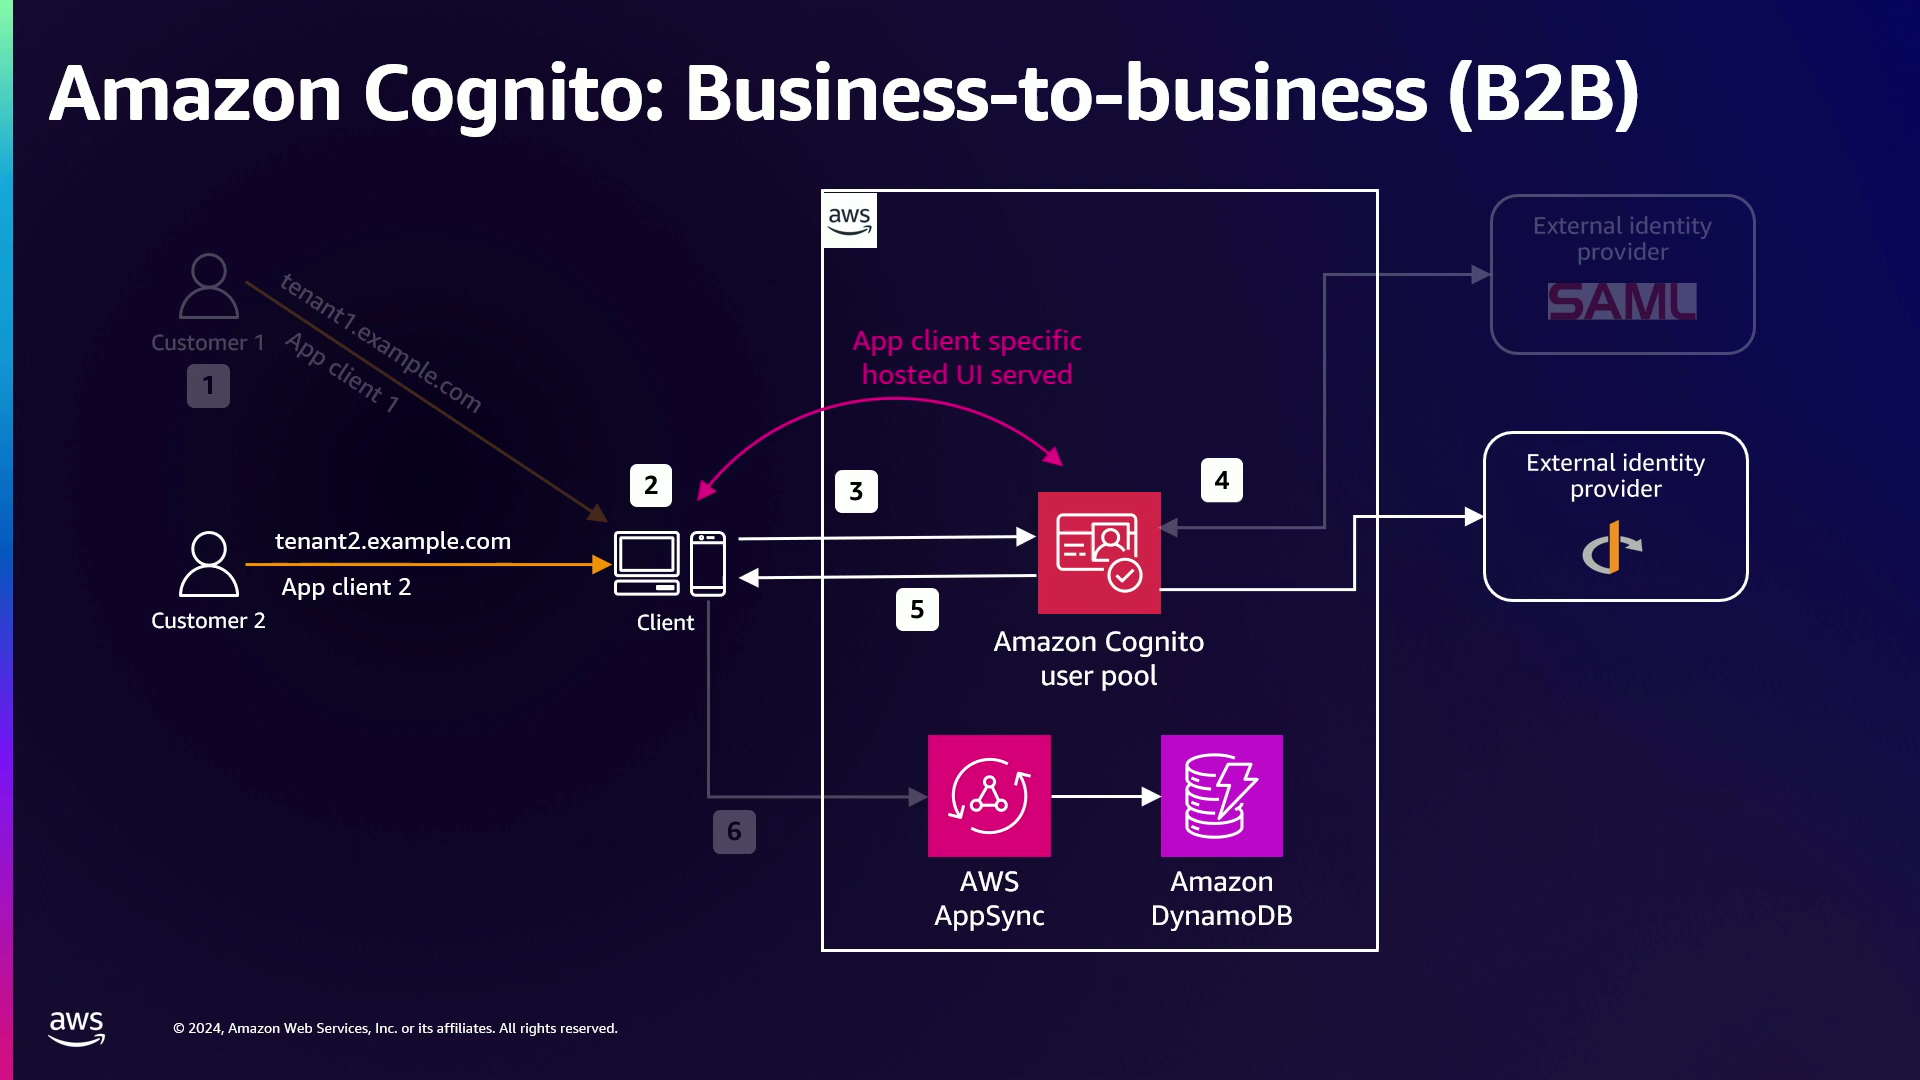 Amazon Cognito: Business-to-business (B2B)
aws
External identity
provider
SAML
tenant1.example.com
App client 1
Customer 1
1
App client specific
hosted UI served
2
3
4
External identity
provider
tenant2.example.com
App client 2
Customer 2
Client
5
Amazon Cognito
user pool
6
AWS
AppSync
Amazon
DynamoDB
aws
© 2024, Amazon Web Services, Inc. or its affiliates. All rights reserved.